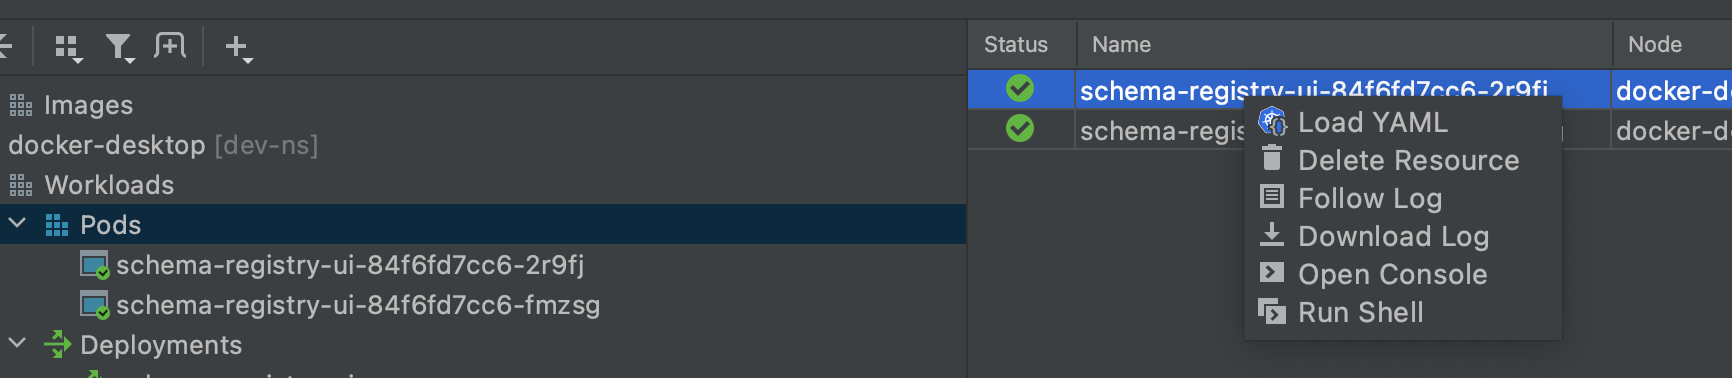 Status Name Node
Images
docker-desktop [dev-ns]
Workloads
Pods
schema-registry-ui-84f6fd7cc6-2r9fj
schema-registry-ui-84f6fd7cc6-fmzsg
Deployments
schema-registry-ui-84f6fd7cc6-2r9fj docker-d
schema-regis docker-d
Load YAML
Delete Resource
Follow Log
Download Log
Open Console
Run Shell